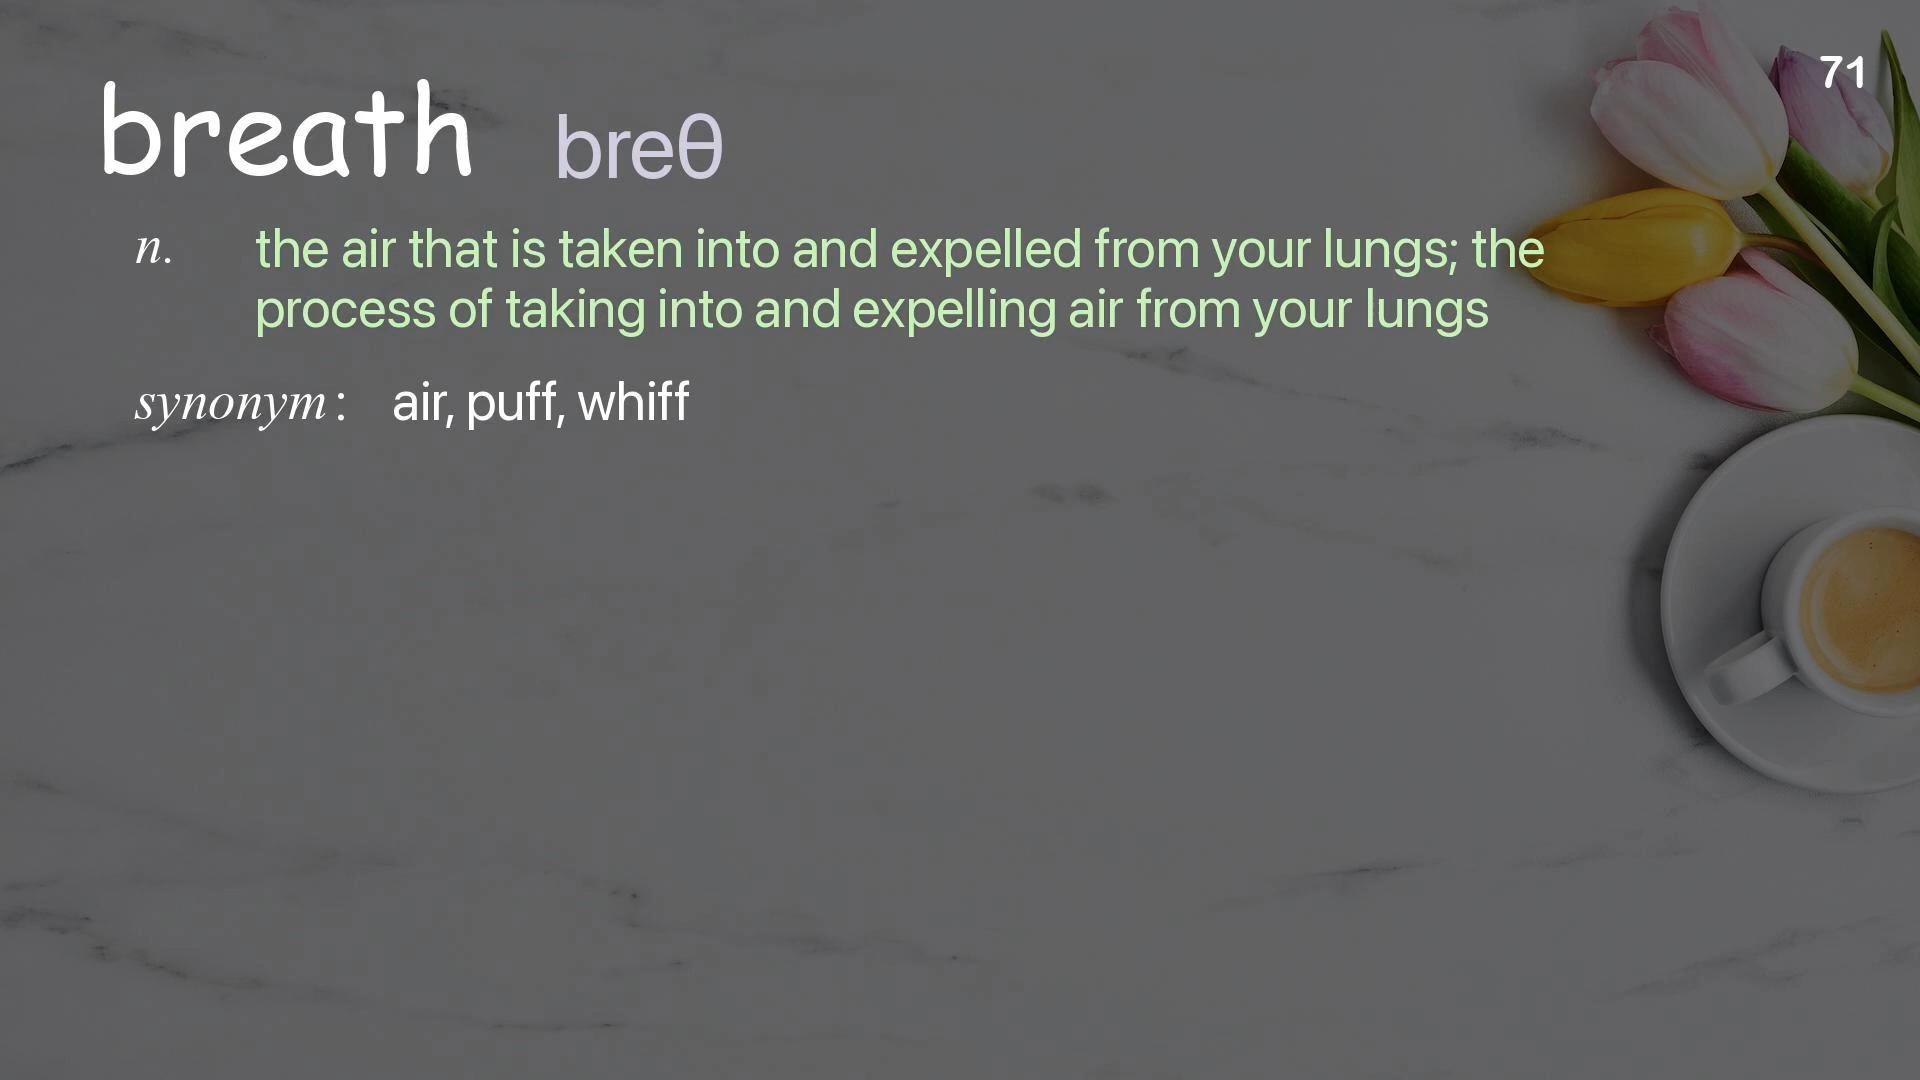 71
breath breθ
n. the air that is taken into and expelled from your lungs; the
process of taking into and expelling air from your lungs
synonym: air, puff, whiff